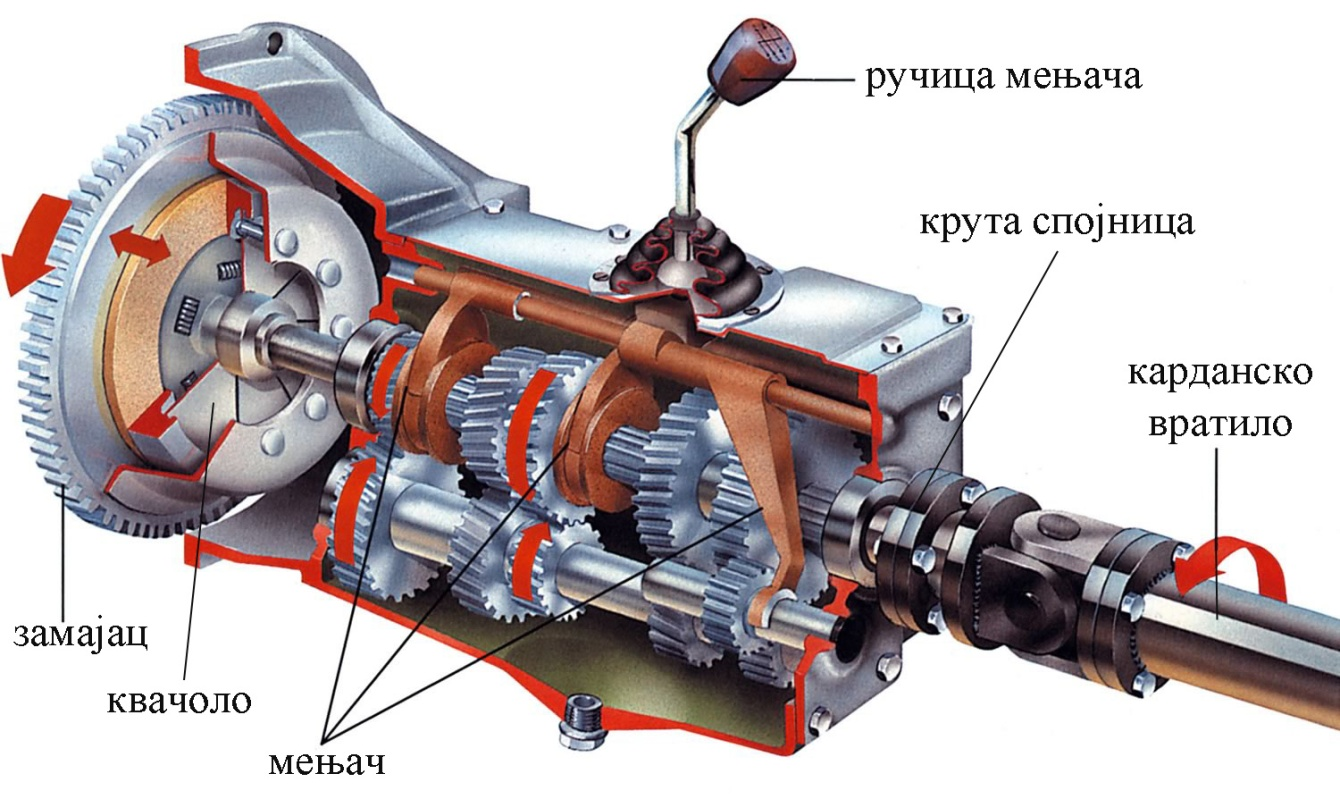 ручица мењача
крута спојница
карданско
вратило
замајац
квачоло
мењач